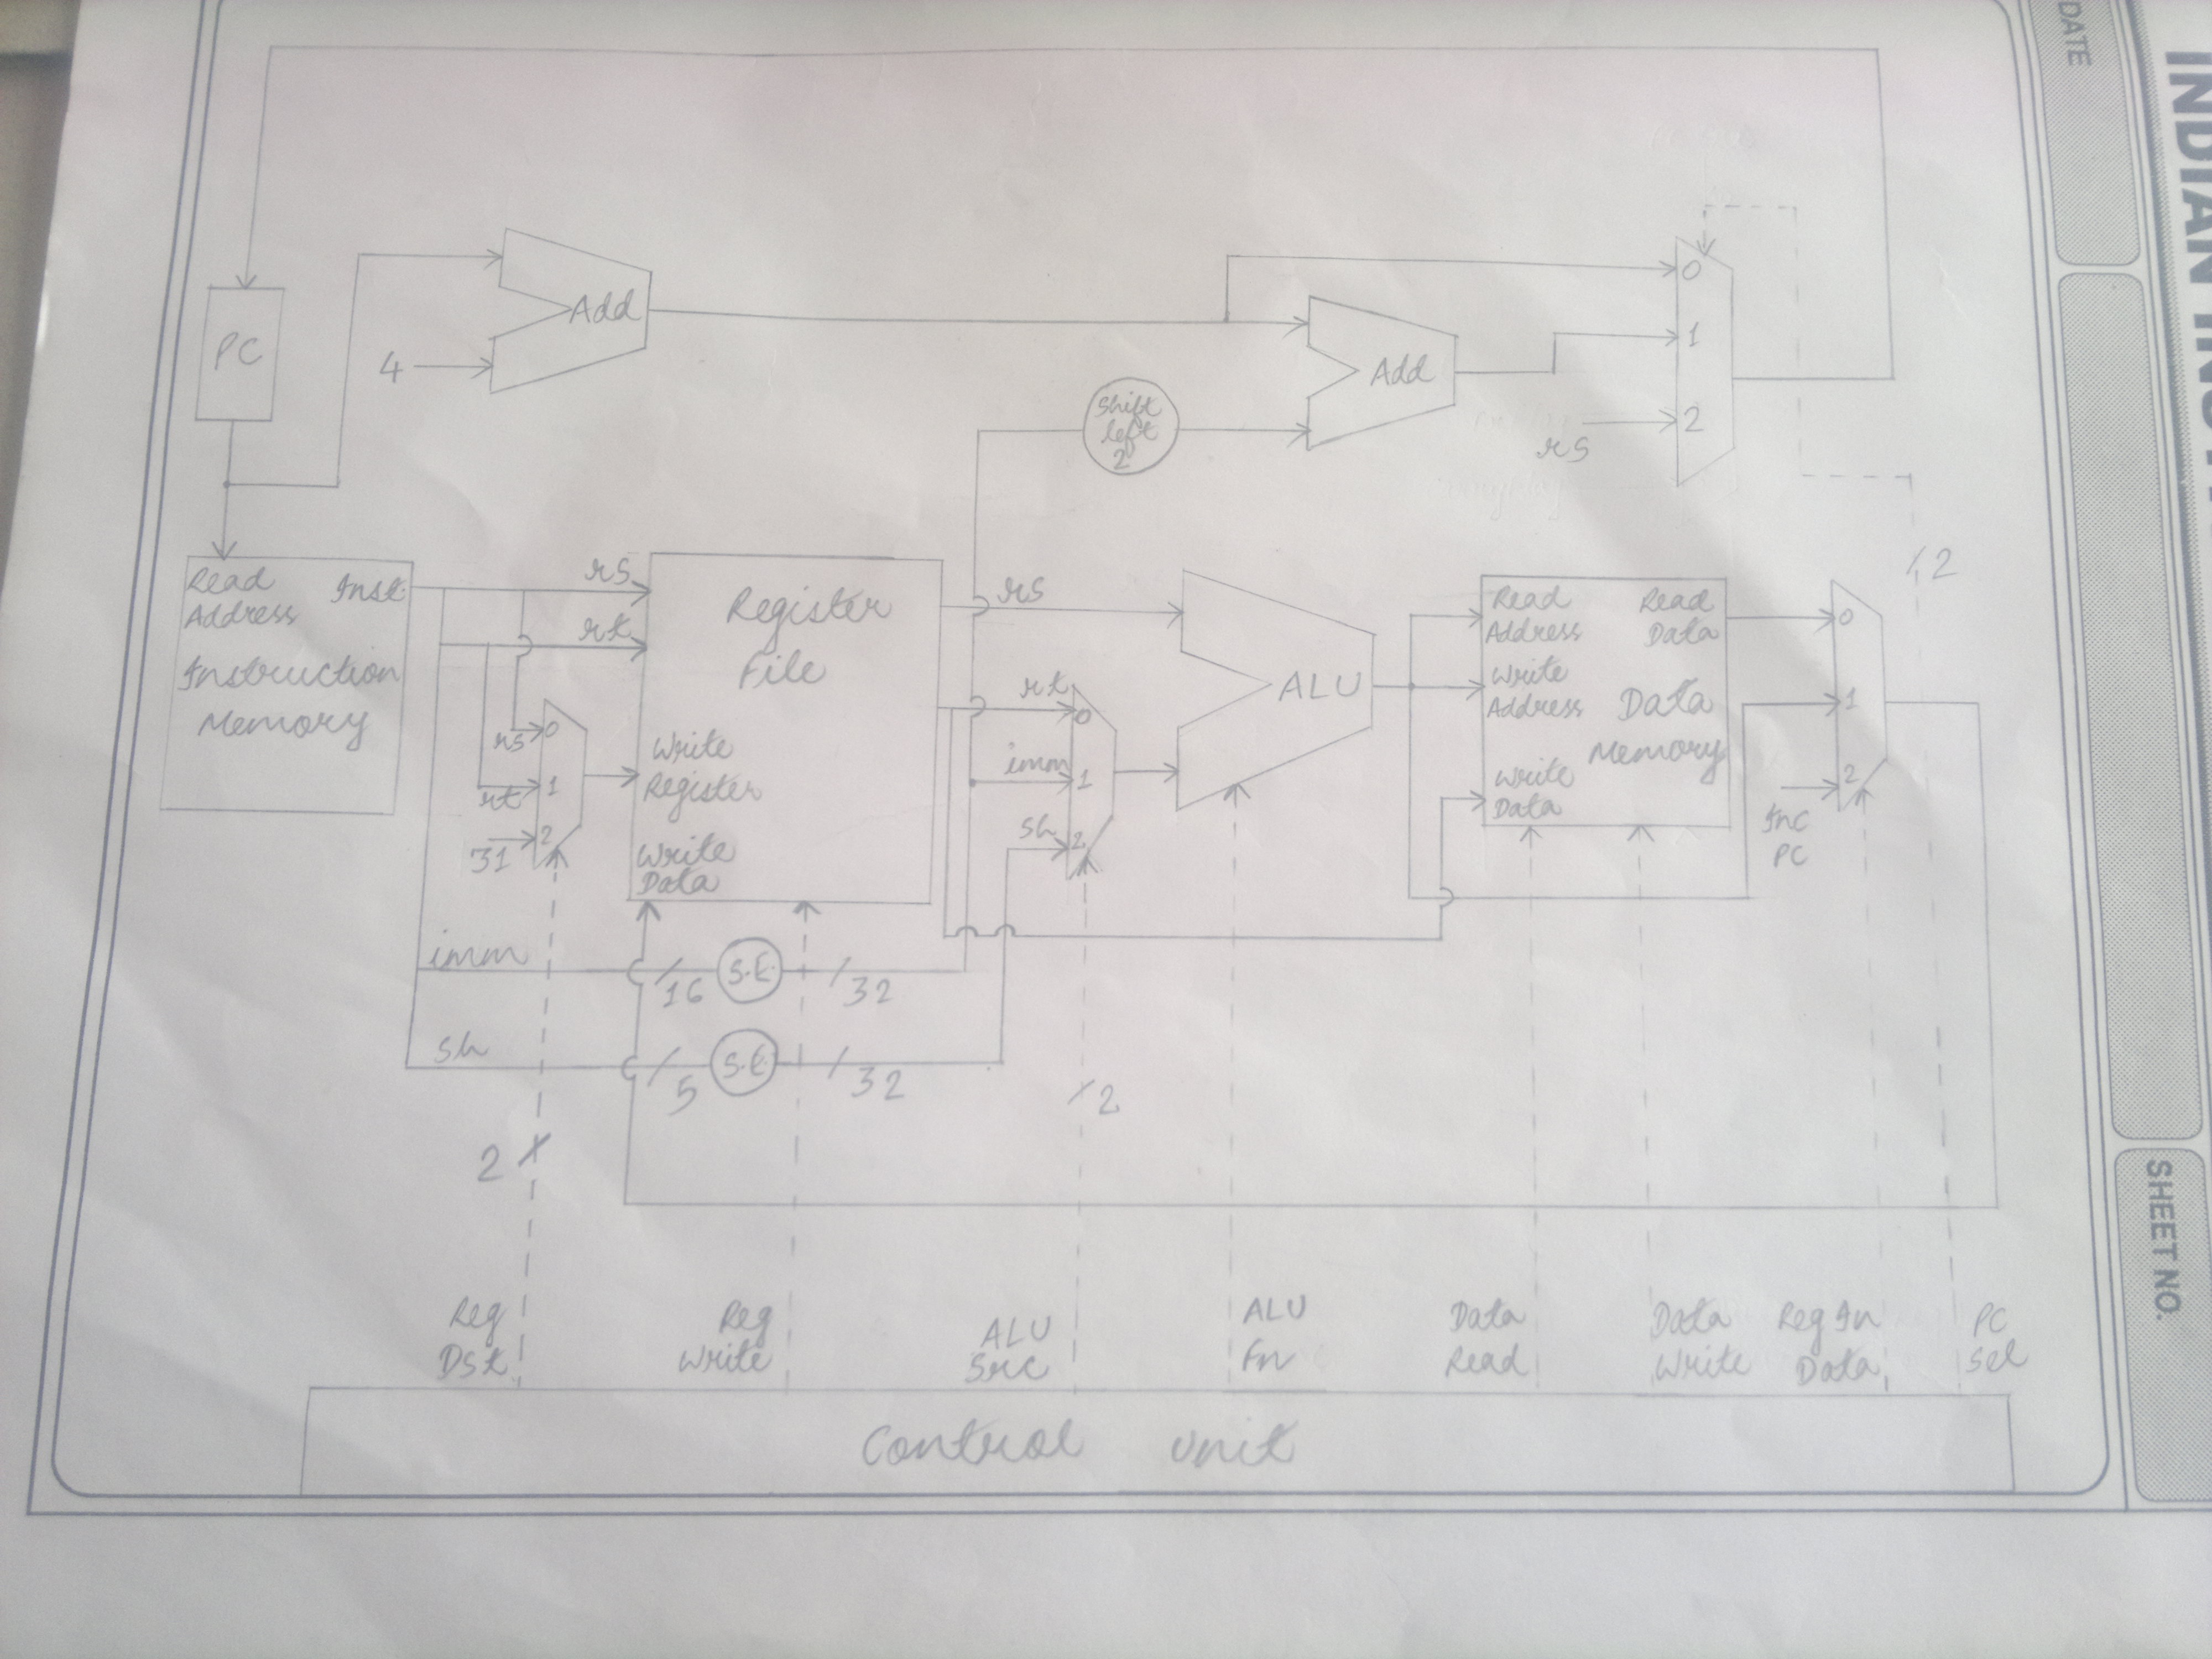 DATE
INDIAN
SHEET NO.
PC
4
Add
Shift
left
2
Add
0
1
2
rs
Read
Address
Inst.
Instruction
Memory
rs
rt
rs
0
rt
1
31
2
Register
File
Write
Register
Write
Data
rs
rt
0
imm
1
sh
2
ALU
Read
Address
Read
Data
Write
Address
Data
Memory
Write
Data
0
1
2
Inc
PC
2
imm
16
S.E.
32
sh
5
S.E.
32
2
2
Reg
Dst.
Reg
Write
ALU
Src
ALU
Fn
Data
Read
Data
Write
Reg In
Data
PC
Sel
Control unit